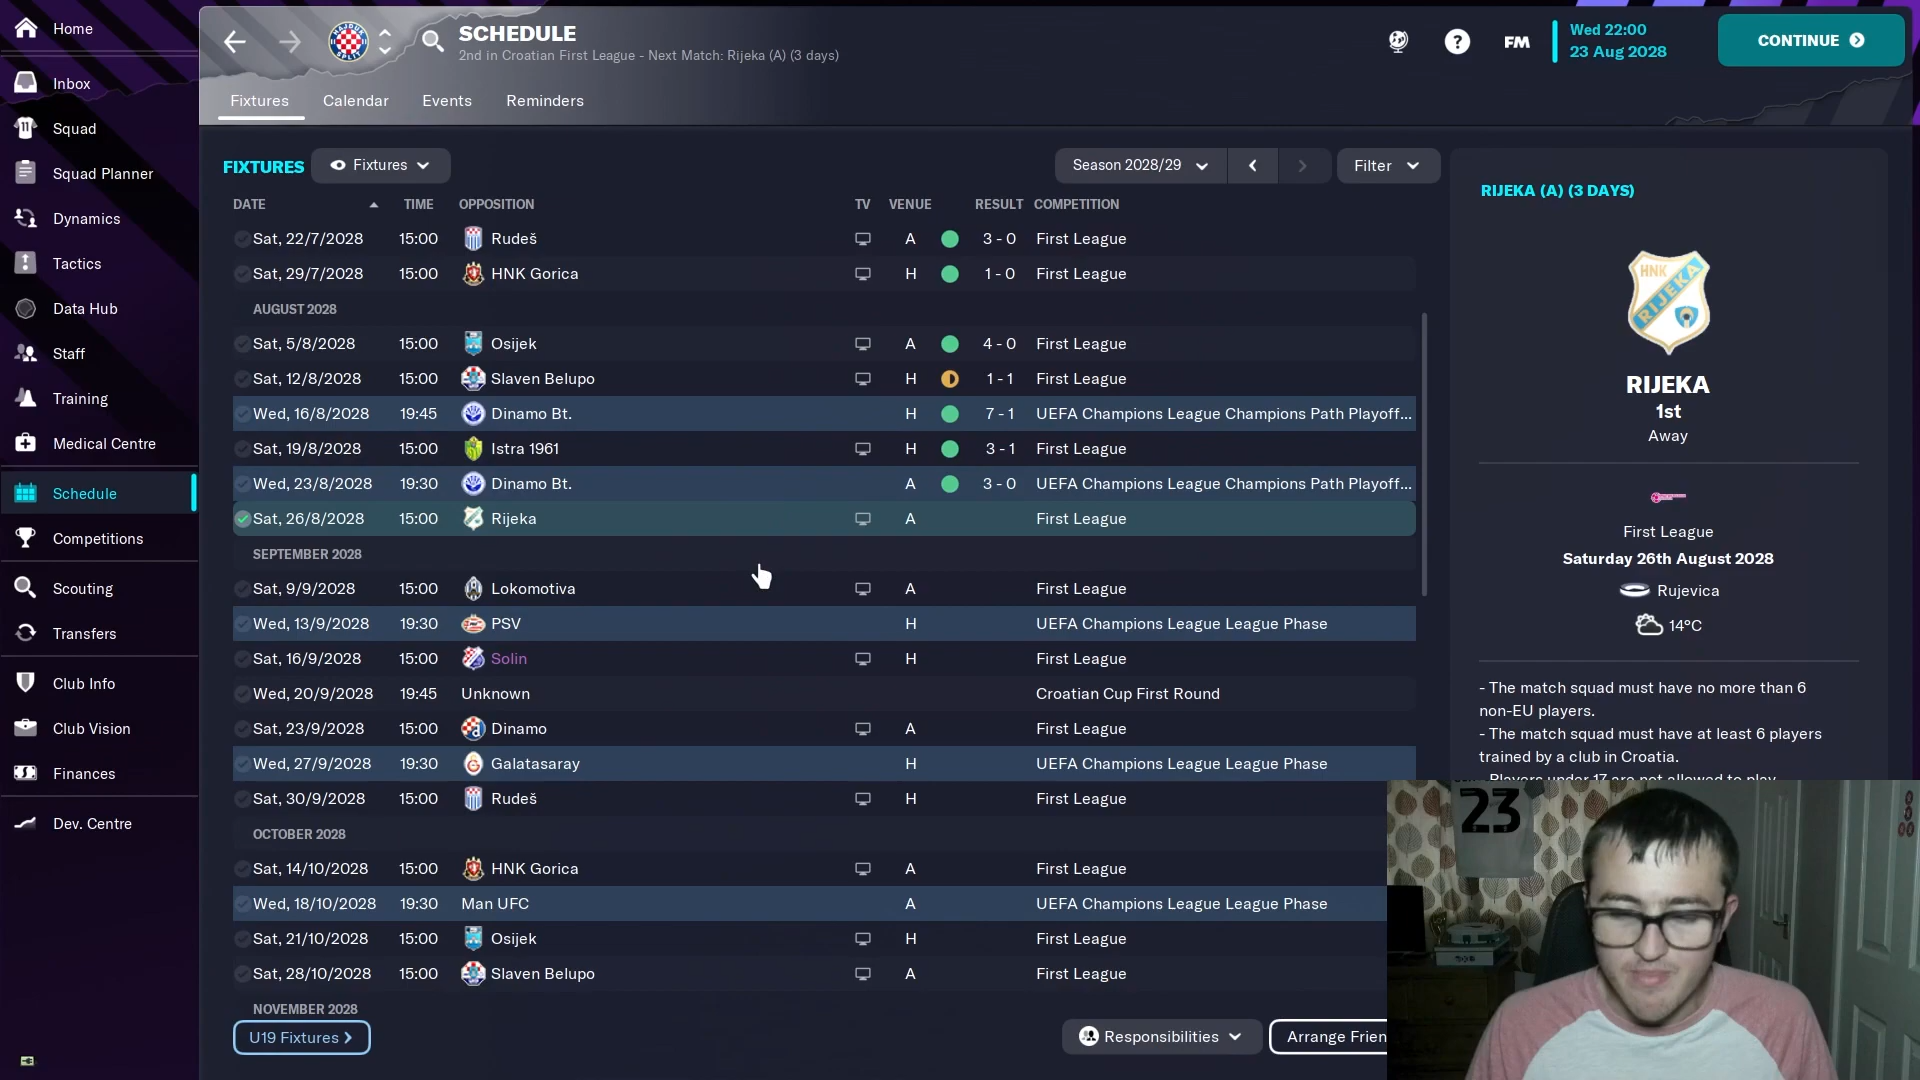 Home
Inbox
Squad
Squad Planner
Dynamics
Tactics
Data Hub
Staff
Training
Medical Centre
Schedule
Competitions
Scouting
Transfers
Club Info
Club Vision
Finances
Dev. Centre
SCHEDULE
2nd in Croatian First League - Next Match: Rijeka (A) (3 days)
FM
Wed 22:00
23 Aug 2028
CONTINUE
Fixtures Calendar Events Reminders
FIXTURES Fixtures Season 2028/29 Filter
DATE TIME OPPOSITION TV VENUE RESULT COMPETITION
Sat, 22/7/2028 15:00 Rudeš A 3 - 0 First League
Sat, 29/7/2028 15:00 HNK Gorica H 1 - 0 First League
AUGUST 2028
Sat, 5/8/2028 15:00 Osijek A 4 - 0 First League
Sat, 12/8/2028 15:00 Slaven Belupo H 1 - 1 First League
Wed, 16/8/2028 19:45 Dinamo Bt. H 7 - 1 UEFA Champions League Champions Path Playoff...
Sat, 19/8/2028 15:00 Istra 1961 H 3 - 1 First League
Wed, 23/8/2028 19:30 Dinamo Bt. A 3 - 0 UEFA Champions League Champions Path Playoff...
Sat, 26/8/2028 15:00 Rijeka A First League
SEPTEMBER 2028
Sat, 9/9/2028 15:00 Lokomotiva A First League
Wed, 13/9/2028 19:30 PSV H UEFA Champions League League Phase
Sat, 16/9/2028 15:00 Solin H First League
Wed, 20/9/2028 19:45 Unknown Croatian Cup First Round
Sat, 23/9/2028 15:00 Dinamo A First League
Wed, 27/9/2028 19:30 Galatasaray H UEFA Champions League League Phase
Sat, 30/9/2028 15:00 Rudeš H First League
OCTOBER 2028
Sat, 14/10/2028 15:00 HNK Gorica A First League
Wed, 18/10/2028 19:30 Man UFC A UEFA Champions League League Phase
Sat, 21/10/2028 15:00 Osijek H First League
Sat, 28/10/2028 15:00 Slaven Belupo A First League
NOVEMBER 2028
U19 Fixtures
Responsibilities
Arrange Frien
RIJEKA (A) (3 DAYS)
HNK
RIJEKA
RIJEKA
1st
Away
First League
Saturday 26th August 2028
Rujevica
14°C
- The match squad must have no more than 6
non-EU players.
- The match squad must have at least 6 players
trained by a club in Croatia.
- Players under 17 are not allowed to play
23